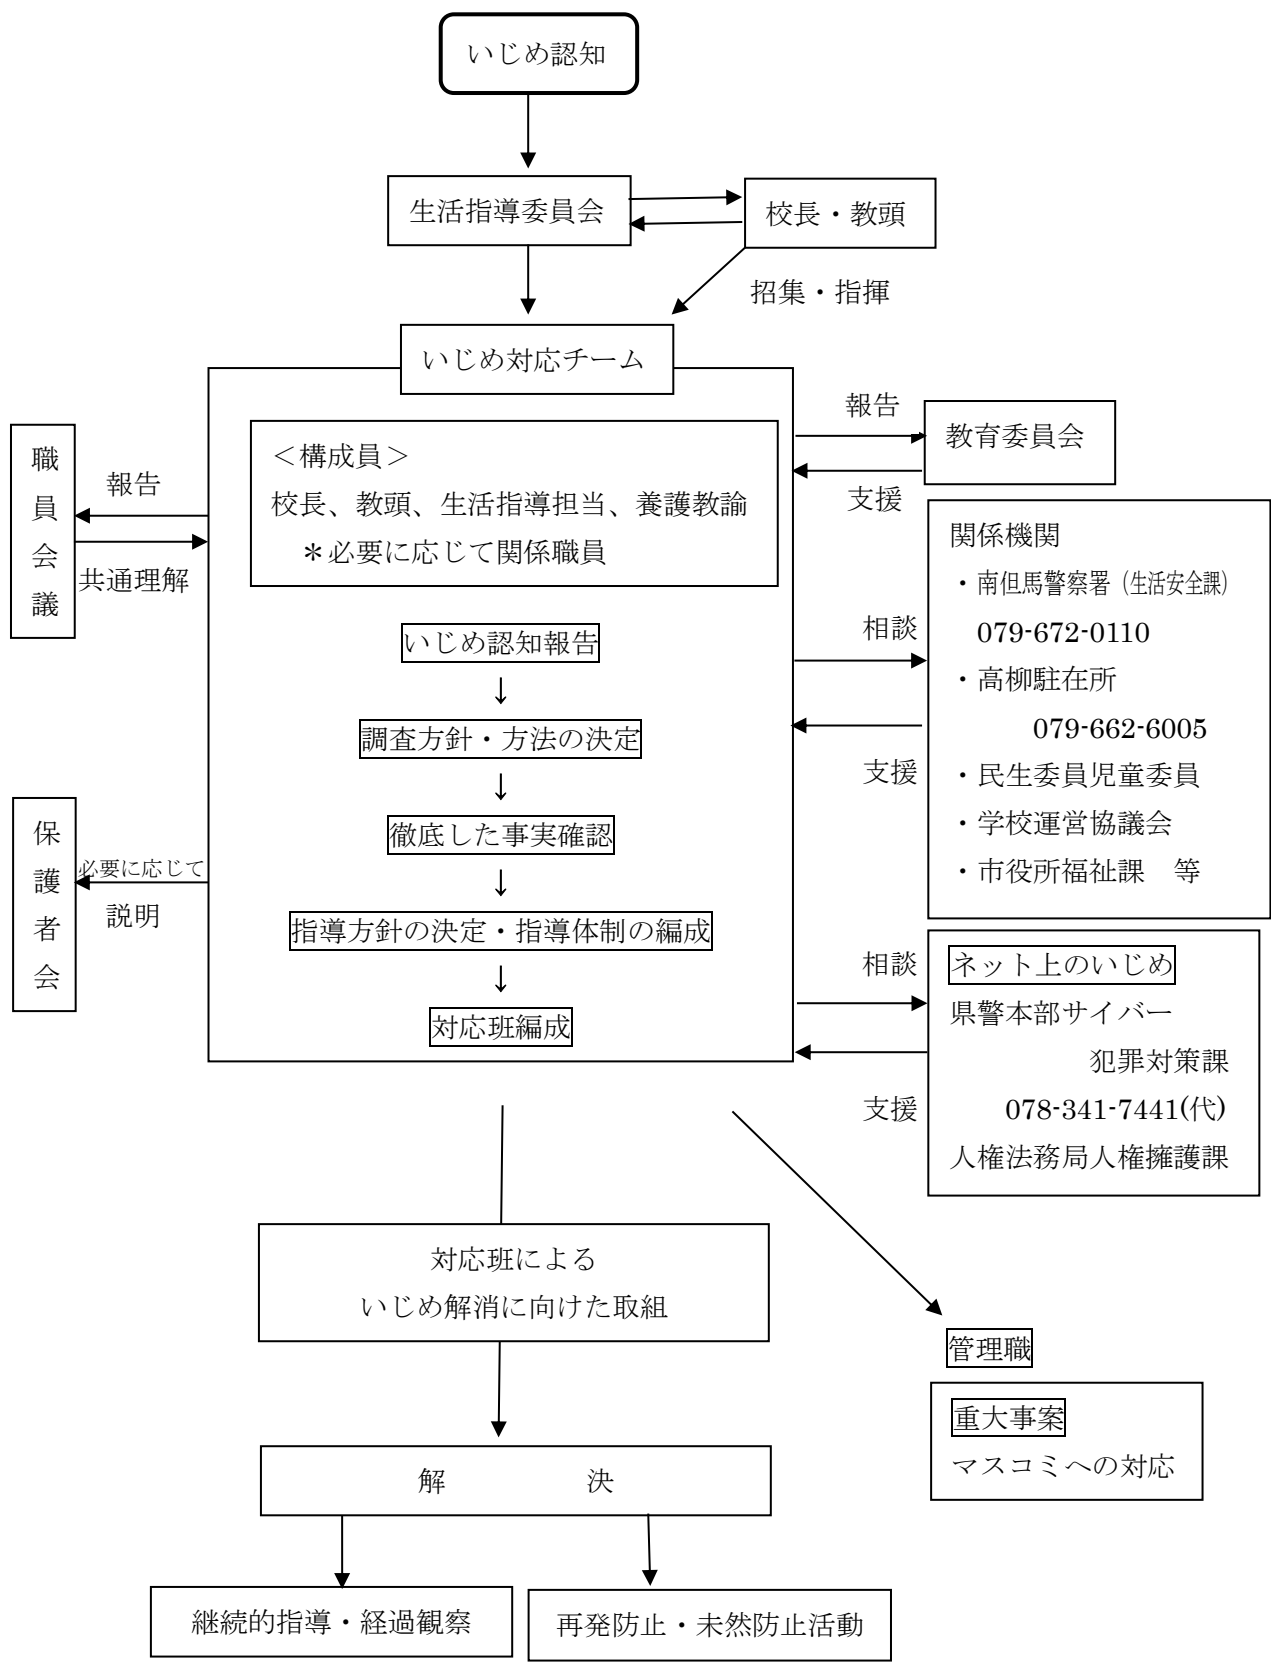 いじめ認知
生活指導委員会
校長・教頭
招集・指揮
いじめ対応チーム
＜構成員＞
校長、教頭、生活指導担当、養護教諭
＊必要に応じて関係職員
職員会議
報告
共通理解
報告
教育委員会
支援
いじめ認知報告
↓
調査方針・方法の決定
↓
徹底した事実確認
↓
指導方針の決定・指導体制の編成
↓
対応班編成
相談
支援
関係機関
・南但馬警察署（生活安全課）
079-672-0110
・高柳駐在所
079-662-6005
・民生委員児童委員
・学校運営協議会
・市役所福祉課　等
保護者会
必要に応じて
説明
相談
支援
ネット上のいじめ
県警本部サイバー
犯罪対策課
078-341-7441(代)
人権法務局人権擁護課
対応班による
いじめ解消に向けた取組
管理職
重大事案
マスコミへの対応
解　　　　　決
継続的指導・経過観察
再発防止・未然防止活動